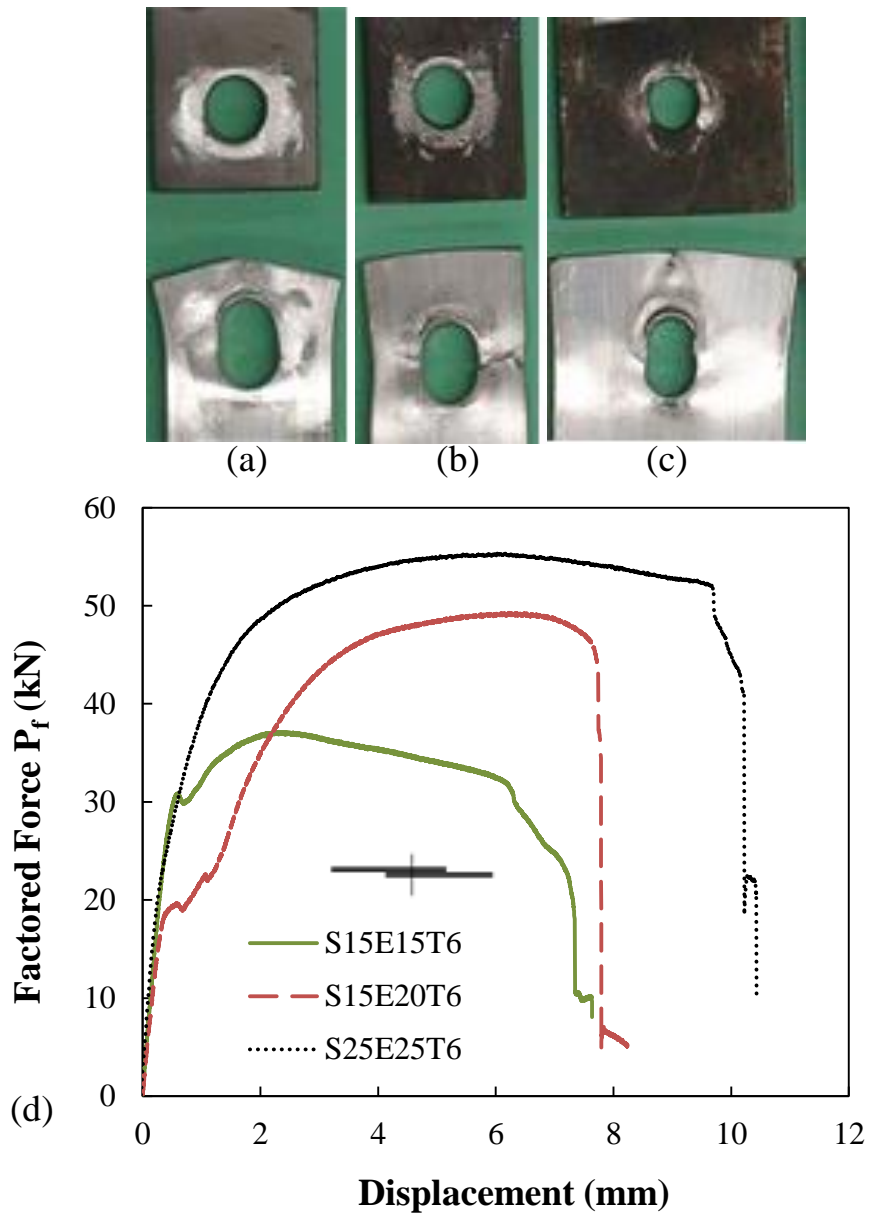 (a) (b) (c)
60
50
40
30
20
10
0
Factored Force Pf (kN)
S15E15T6
S15E20T6
S25E25T6
(d)
0 2 4 6 8 10 12
Displacement (mm)